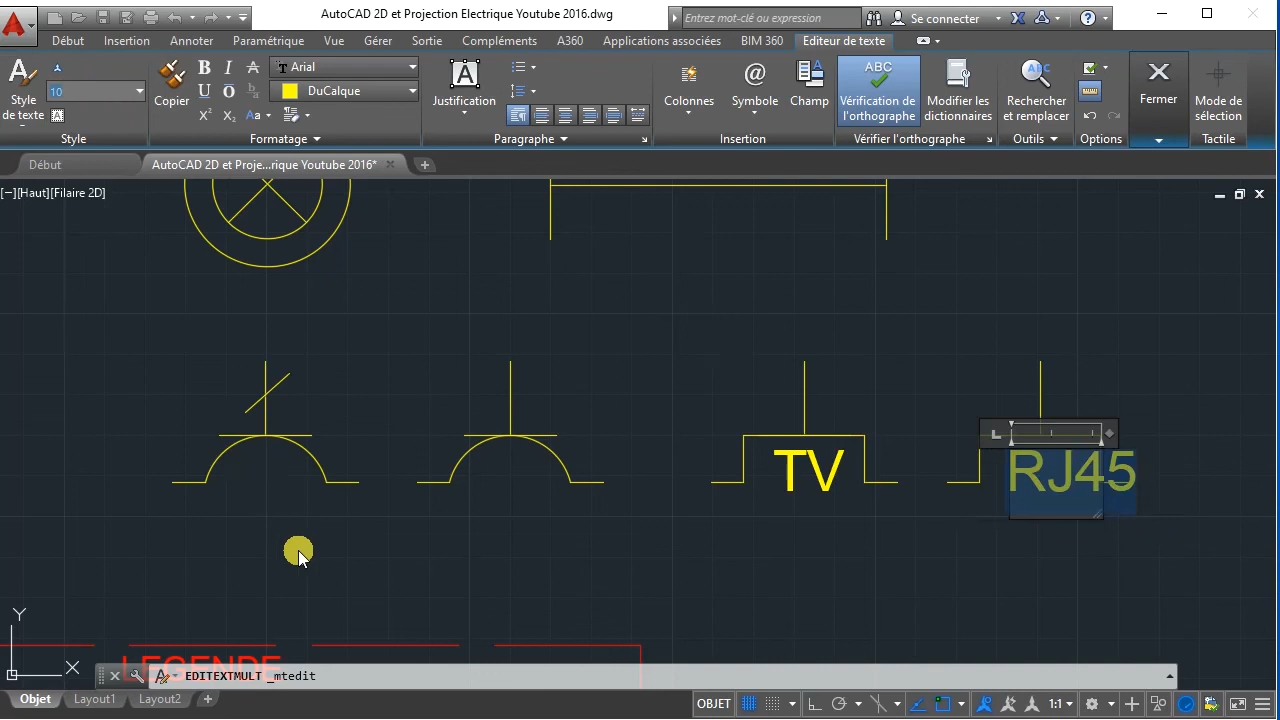 AutoCAD 2D et Projection Electrique Youtube 2016.dwg
Entrez mot-clé ou expression
Se connecter
Début Insertion Annoter Paramétrique Vue Gérer Sortie Compléments A360 Applications associées BIM 360 Editeur de texte
Style de texte
10
Copier
Arial
DuCalque
Justification
Colonnes
Symbole
Champ
ABC
Vérification de l'orthographe
Modifier les dictionnaires
Rechercher et remplacer
Fermer
Mode de sélection
Style Formatage Paragraphe Insertion Vérifier l'orthographe Outils Options Tactile
Début
AutoCAD 2D et Proje...rique Youtube 2016*
[−][Haut][Filaire 2D]
TV
RJ45
Y
X
LEGENDE
EDITEXTMULT _mtedit
Objet Layout1 Layout2 +
OBJET
1:1